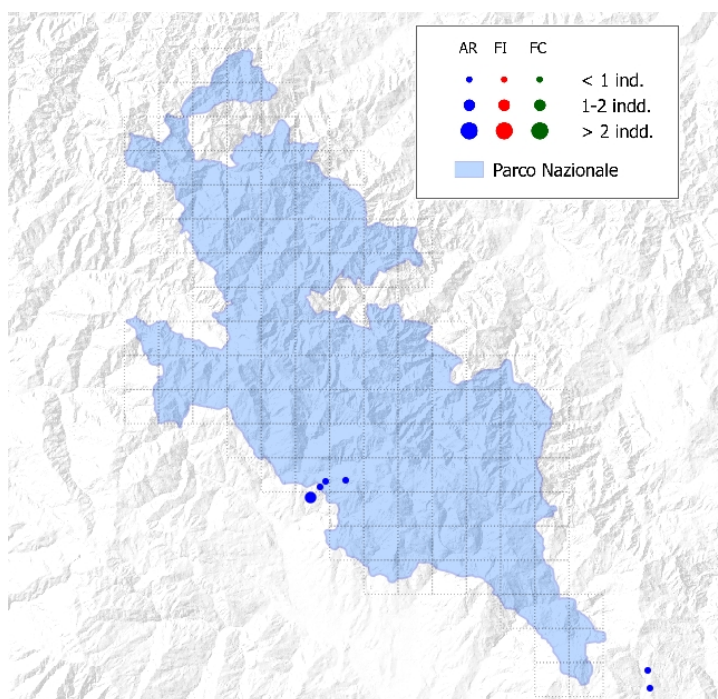 AR FI FC
< 1 ind.
1-2 indd.
> 2 indd.
Parco Nazionale